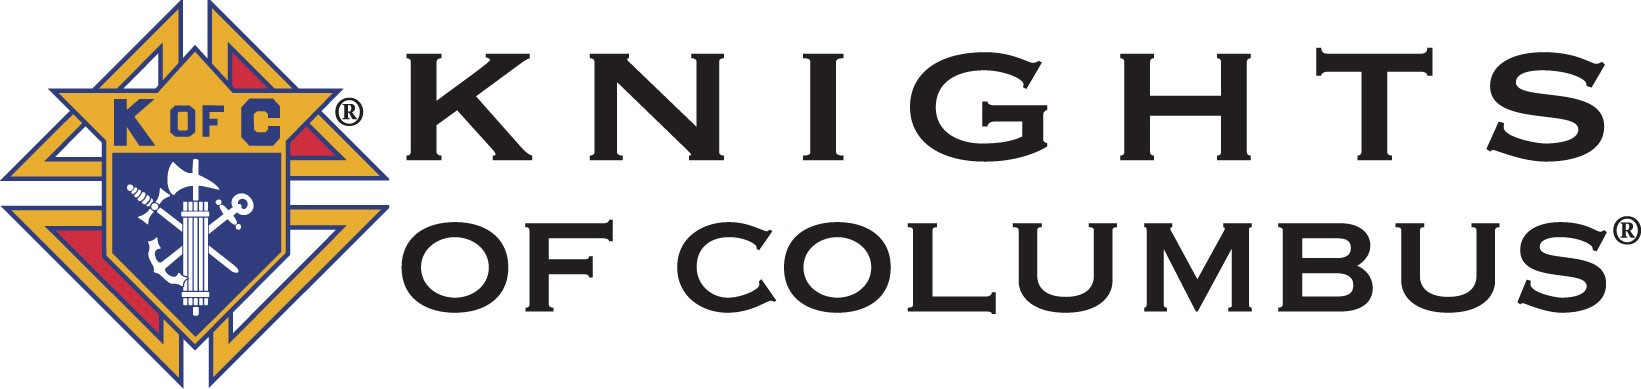 K OF C®
KNIGHTS
OF COLUMBUS®